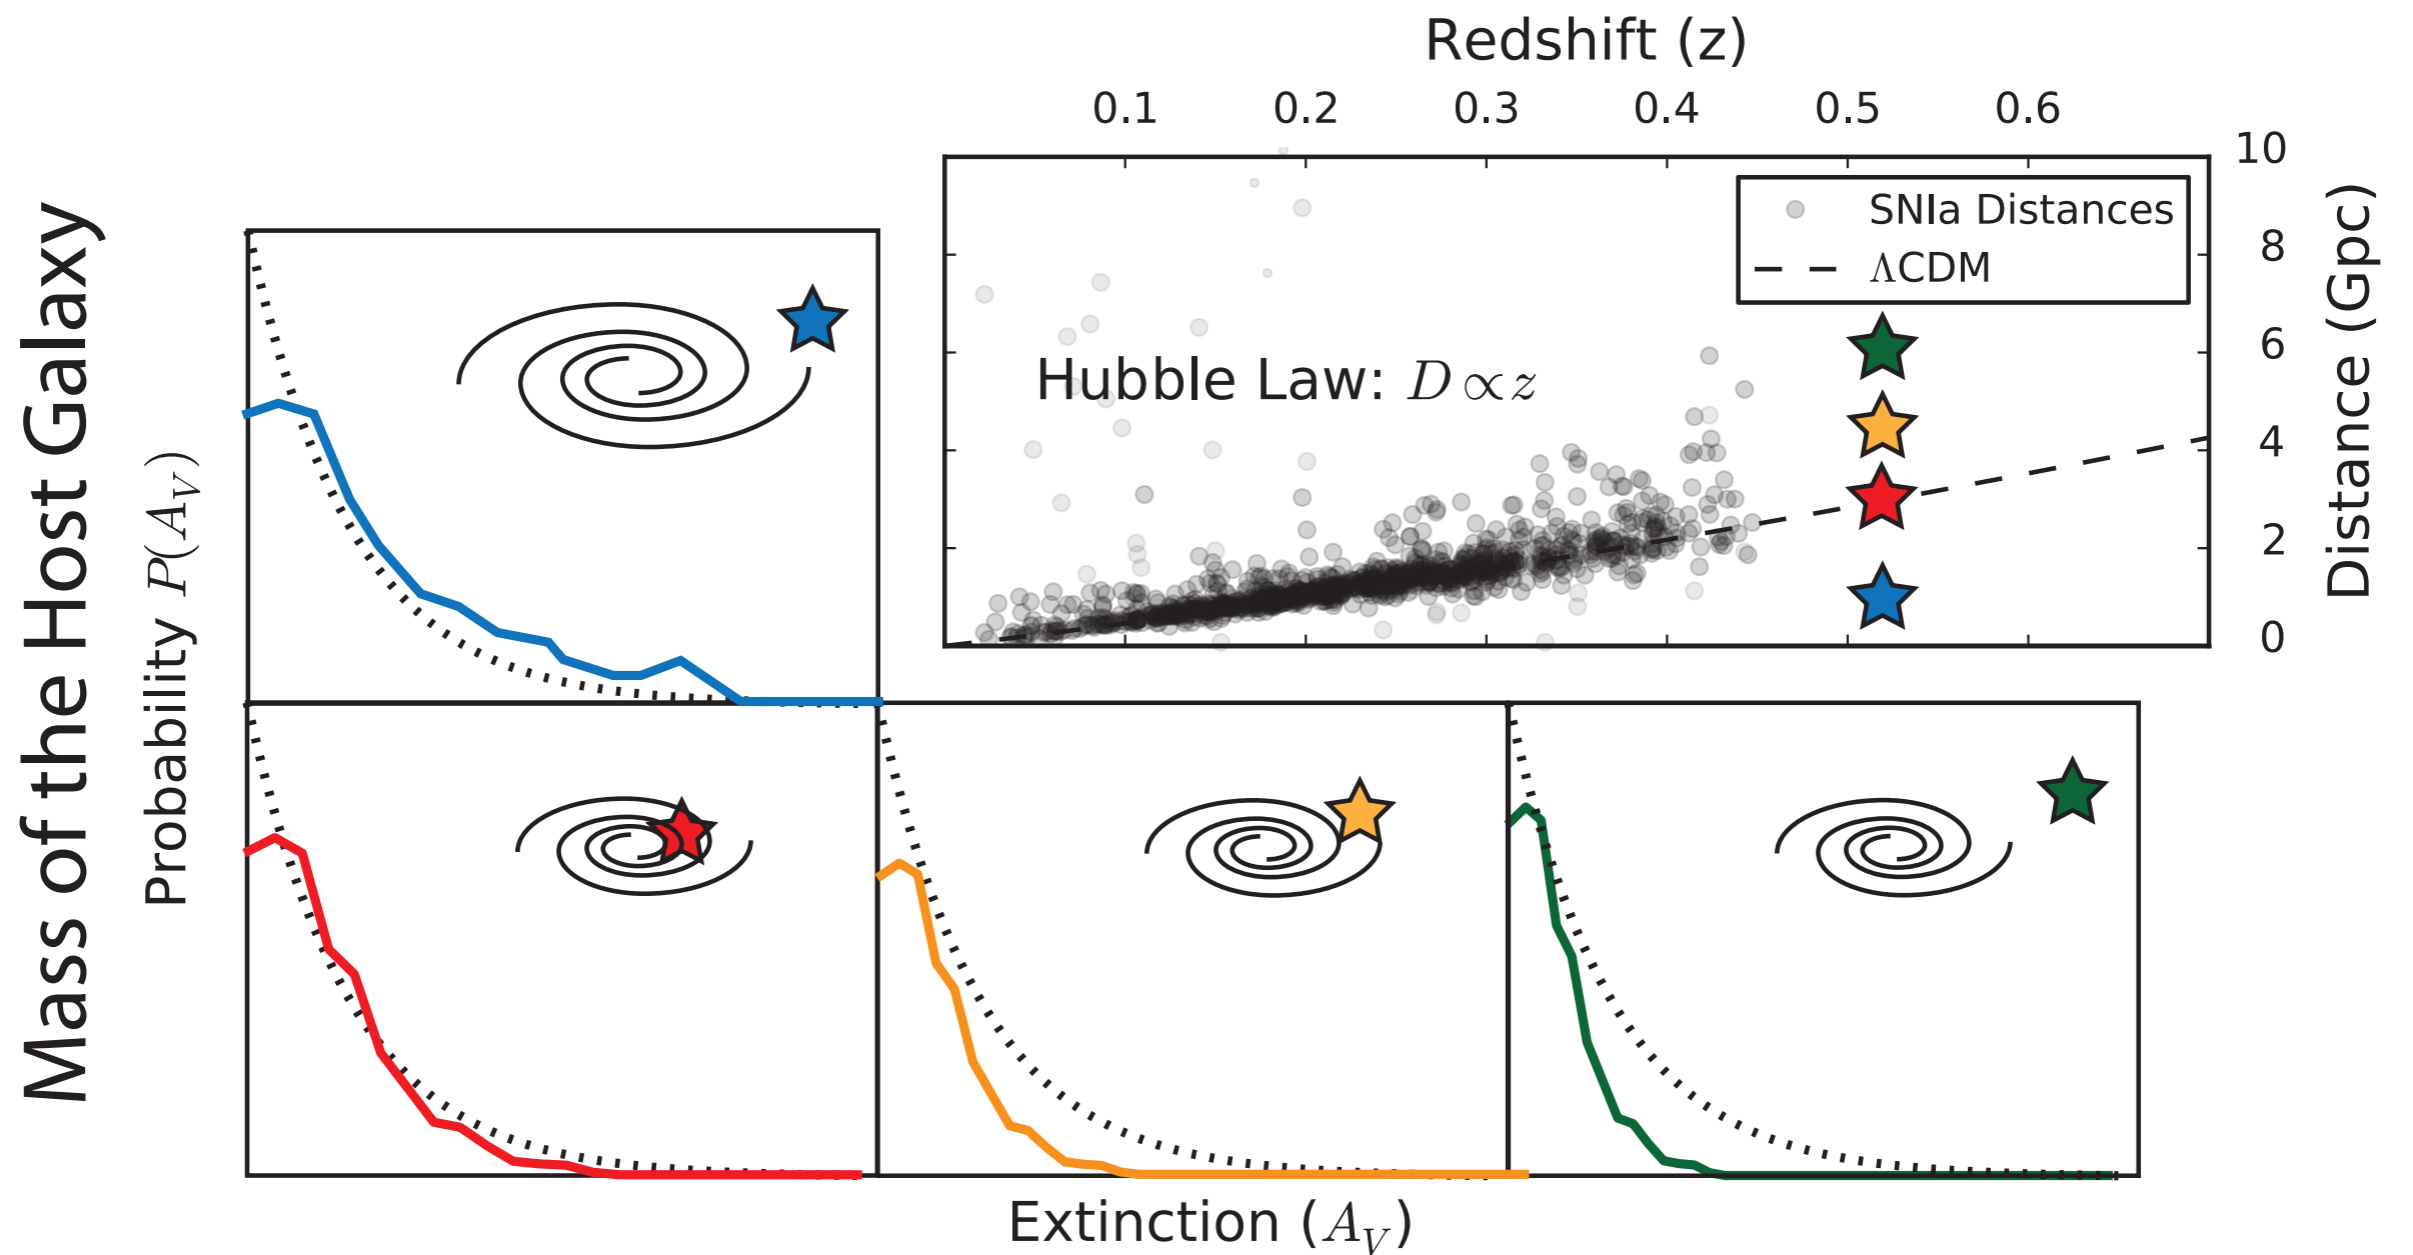 Redshift (z)
0.1 0.2 0.3 0.4 0.5 0.6
10
8
6
4
2
0
Distance (Gpc)
SNIa Distances
ΛCDM
Hubble Law: D ∝ z
Mass of the Host Galaxy
Probability P(A_V)
Extinction (A_V)